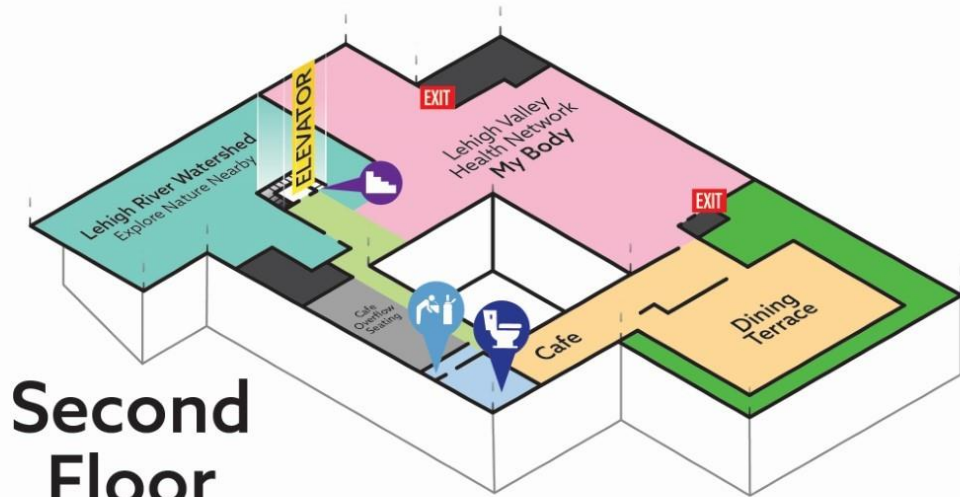 ELEVATOR
EXIT
Lehigh Valley
Health Network
My Body
Lehigh River Watershed
Explore Nature Nearby
EXIT
Cafe
Overflow
Seating
Cafe
Dining
Terrace
Second
Floor